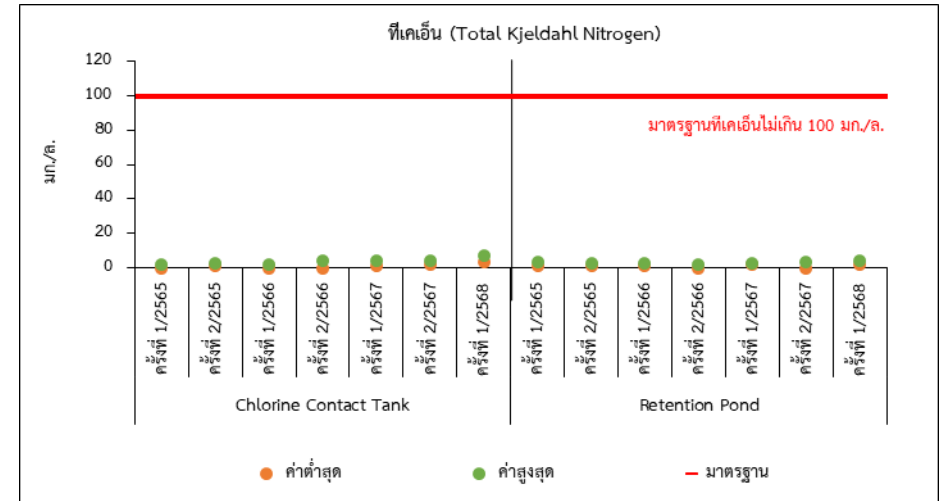 ทีเคเอ็น (Total Kjeldahl Nitrogen)
120
100
80
60
40
20
0
มก./ล.
มาตรฐานทีเคเอ็นไม่เกิน 100 มก./ล.
ครั้งที่ 1/2565
ครั้งที่ 2/2565
ครั้งที่ 1/2566
ครั้งที่ 2/2566
ครั้งที่ 1/2567
ครั้งที่ 2/2567
ครั้งที่ 1/2568
ครั้งที่ 1/2565
ครั้งที่ 2/2565
ครั้งที่ 1/2566
ครั้งที่ 2/2566
ครั้งที่ 1/2567
ครั้งที่ 2/2567
ครั้งที่ 1/2568
Chlorine Contact Tank
Retention Pond
ค่าต่ำสุด
ค่าสูงสุด
มาตรฐาน